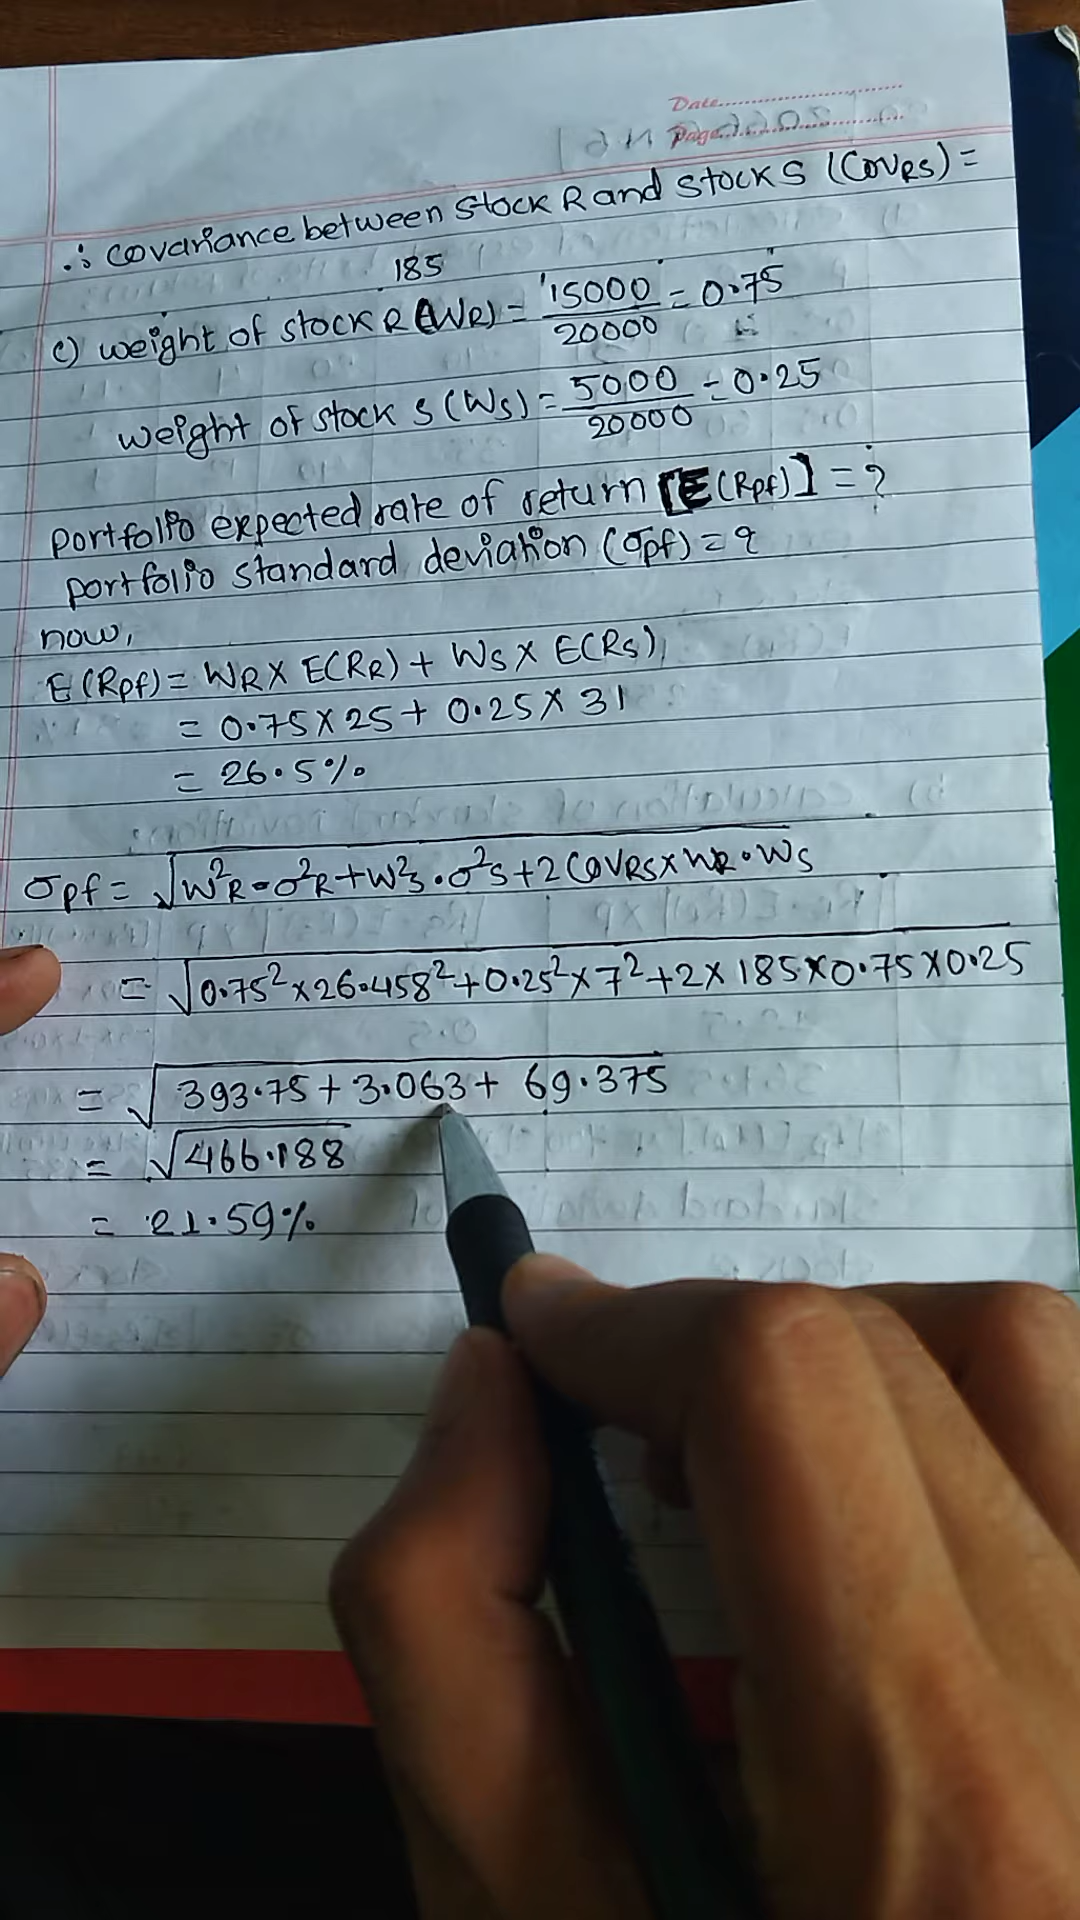 Date
Page
∴ covariance between stock R and stock S (CovRS) =
185
c) weight of stock R (WR) = 15000/20000 = 0.75
weight of stock S (WS) = 5000/20000 = 0.25
portfolio expected rate of return [E(Rpf)] = ?
portfolio standard deviation (σpf) = ?
now,
E(Rpf) = WR X E(RR) + WS X E(RS)
= 0.75 X 25 + 0.25 X 31
= 26.5%
σpf = √W²R·σ²R + W²S·σ²S + 2 COVRS x WR·WS
= √0.75² x 26.458² + 0.25² x 7² + 2 x 185 x 0.75 x 0.25
= √393.75 + 3.063 + 69.375
= √466.188
= 21.59%